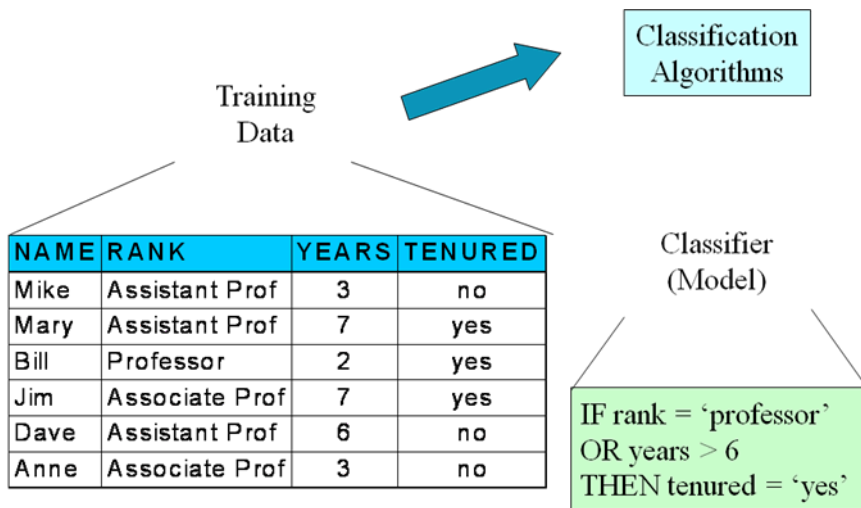 Classification
Algorithms
Training
Data
NAME RANK YEARS TENURED
Mike Assistant Prof 3 no
Mary Assistant Prof 7 yes
Bill Professor 2 yes
Jim Associate Prof 7 yes
Dave Assistant Prof 6 no
Anne Associate Prof 3 no
Classifier
(Model)
IF rank = ‘professor’
OR years > 6
THEN tenured = ‘yes’